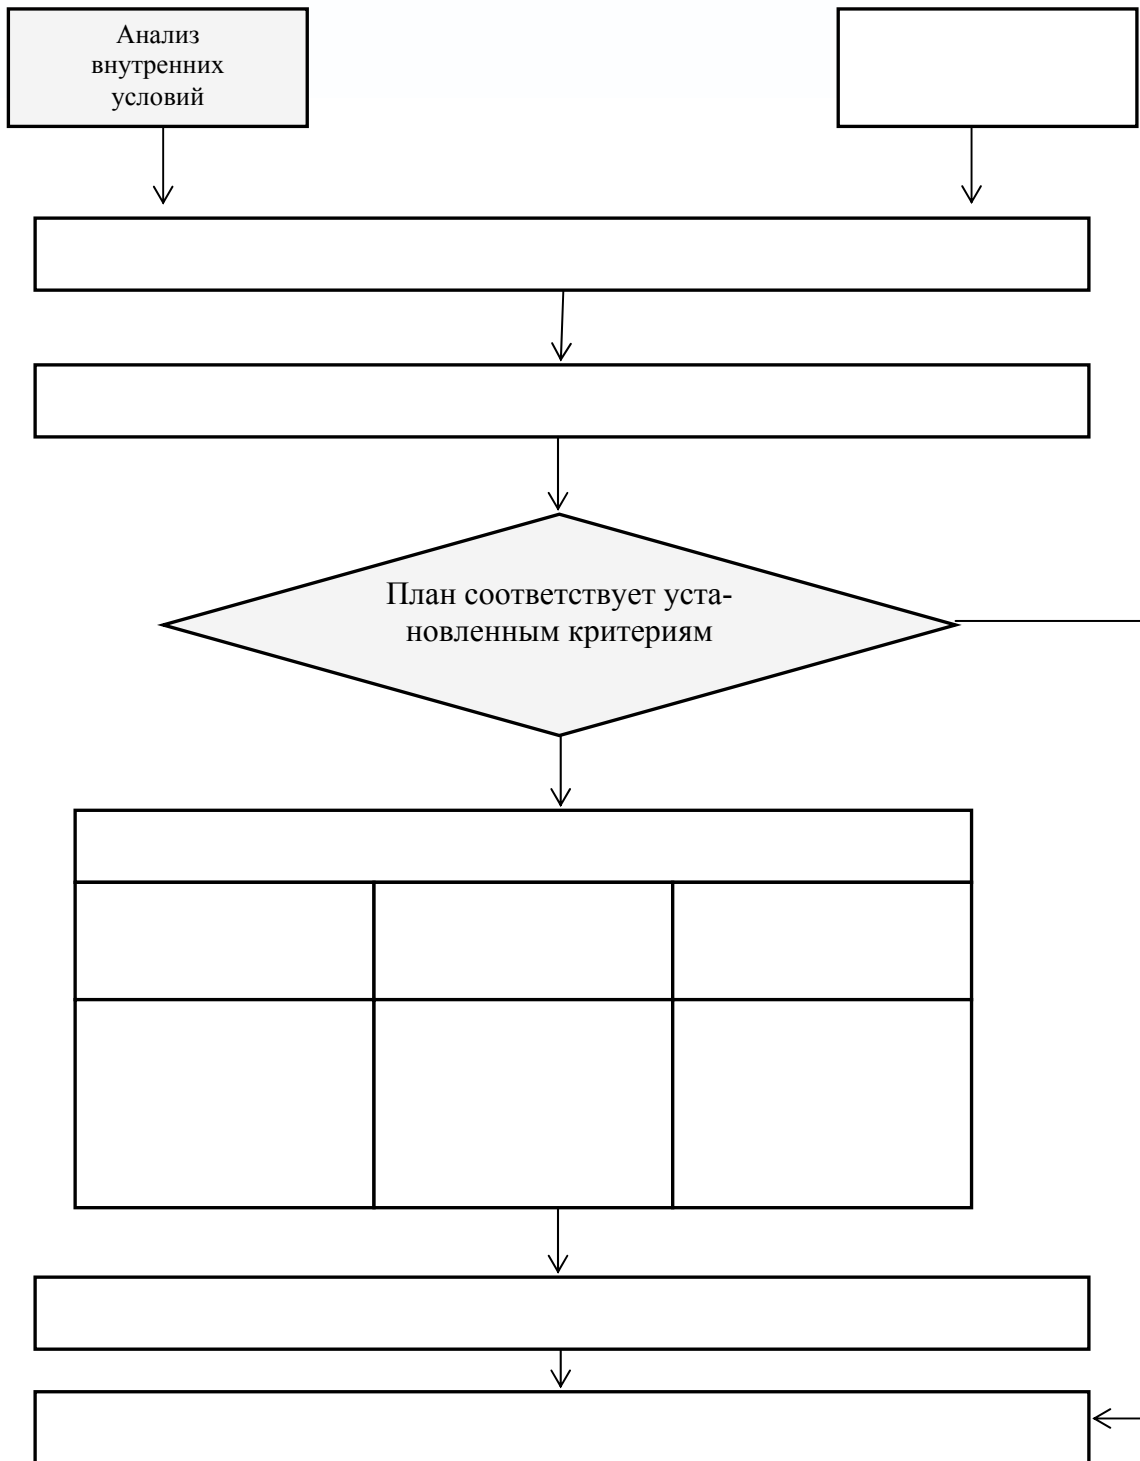 Анализ
внутренних
условий
План соответствует уста-
новленным критериям